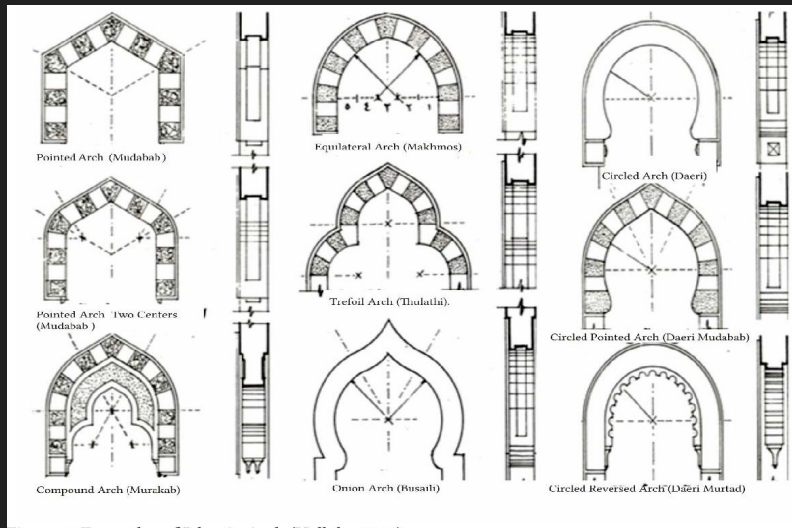 Pointed Arch (Mudabab)
Equilateral Arch (Makhmos)
Circled Arch (Daeri)
Pointed Arch Two Centers
(Mudabab )
Trefoil Arch (Thulathi).
Circled Pointed Arch (Daeri Mudabab)
Compound Arch (Murakab)
Onion Arch (Busaili)
Circled Reversed Arch (Daeri Murtad)